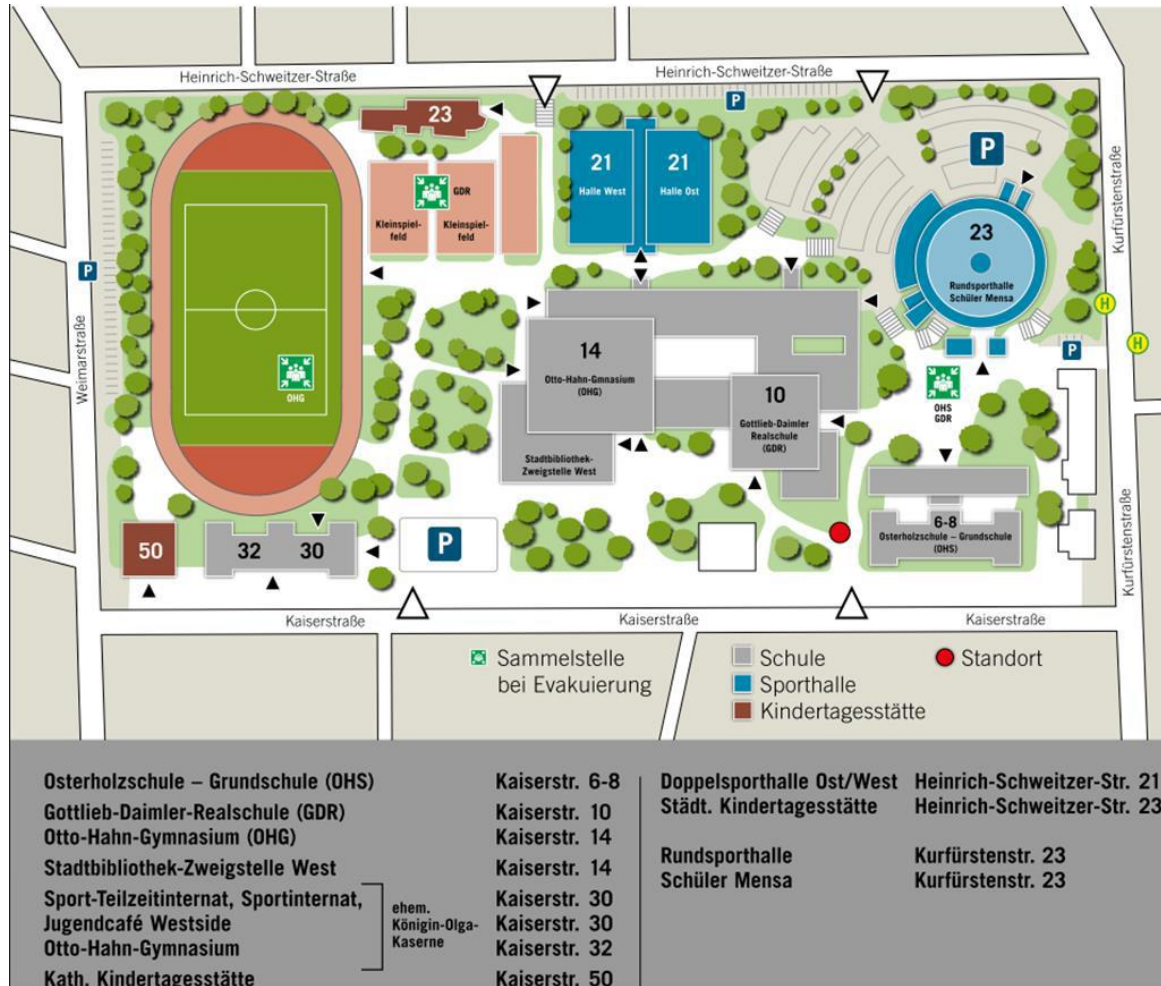 Heinrich-Schweitzer-Straße
Heinrich-Schweitzer-Straße
23
P
21
Halle West
21
Halle Ost
P
GDR
Kleinspiel-
feld
Kleinspiel-
feld
Kurfürstenstraße
23
Rundsporthalle
Schüler Mensa
P
Weimarstraße
H
H
P
14
Otto-Hahn-Gmnasium
(OHG)
OHG
10
Gottlieb-Daimler
Realschule
(GDR)
OHS
GDR
Stadtbibliothek-
Zweigstelle West
6-8
Osterholzschule – Grundschule
(OHS)
50
32
30
P
Kurfürstenstraße
Kaiserstraße
Kaiserstraße
Kaiserstraße
Sammelstelle
bei Evakuierung
Schule
Sporthalle
Kindertagesstätte
Standort
Osterholzschule – Grundschule (OHS) Kaiserstr. 6-8
Gottlieb-Daimler-Realschule (GDR) Kaiserstr. 10
Otto-Hahn-Gymnasium (OHG) Kaiserstr. 14
Stadtbibliothek-Zweigstelle West Kaiserstr. 14
Sport-Teilzeitinternat, Sportinternat, Kaiserstr. 30
Jugendcafé Westside Kaiserstr. 30
Otto-Hahn-Gymnasium Kaiserstr. 32
ehem.
Königin-Olga-
Kaserne
Kath. Kindertagesstätte Kaiserstr. 50
Doppelsporthalle Ost/West Heinrich-Schweitzer-Str. 21
Städt. Kindertagesstätte Heinrich-Schweitzer-Str. 23
Rundsporthalle Kurfürstenstr. 23
Schüler Mensa Kurfürstenstr. 23